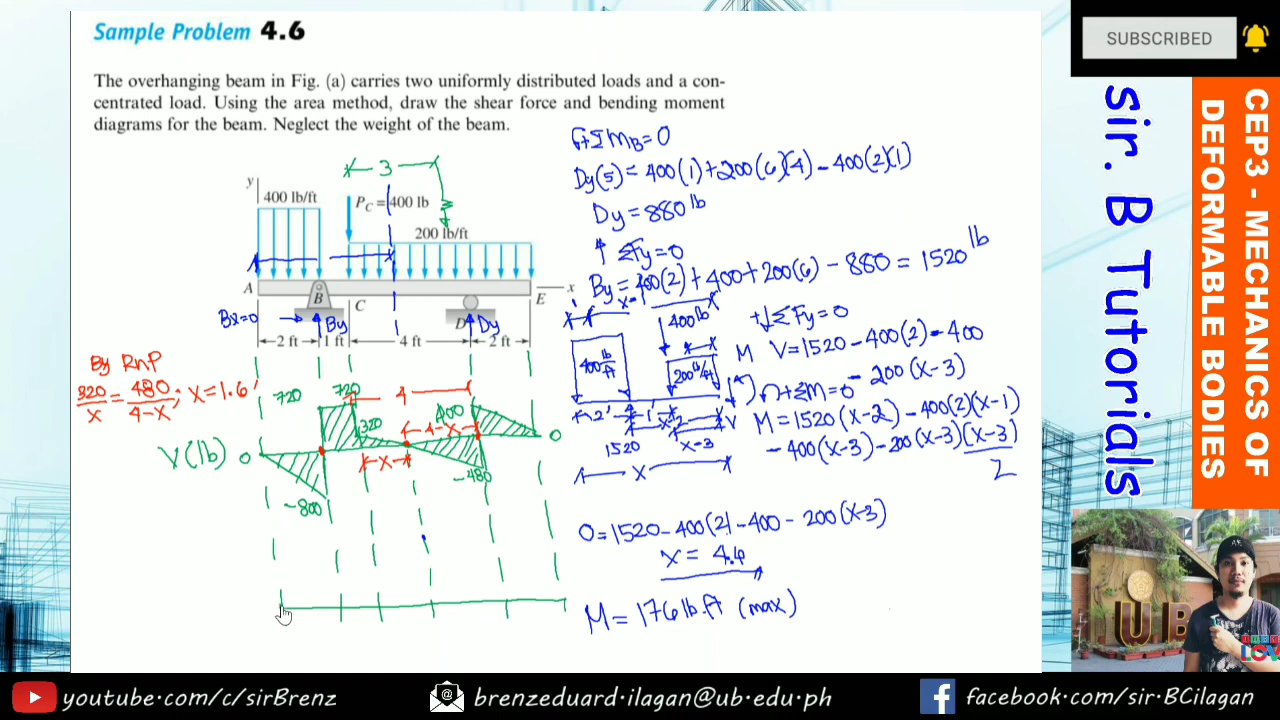 Sample Problem 4.6
The overhanging beam in Fig. (a) carries two uniformly distributed loads and a con-
centrated load. Using the area method, draw the shear force and bending moment
diagrams for the beam. Neglect the weight of the beam.
3
y
400 lb/ft
P_C = 400 lb
200 lb/ft
A
B
C
D
E
x
Bx=0
By
Dy
2 ft
1 ft
4 ft
2 ft
By RnP
320/x = 480/4-x ; x = 1.6'
720
720
4
320
400
4-x
x
V(lb) 0
0
-800
-480
ΣM_B=0
Dy(5) = 400(1)+200(6)(4) - 400(2)(1)
Dy = 880 lb
↑ ΣFy=0
By = 400(2) + 400 + 200(6) - 880 = 1520 lb
x-1
400 lb
400 lb/ft
200 lb/ft
M
V
2'
1'
x-2
x-3
1520
x
+↓ΣFy=0
V = 1520 - 400(2) - 400
- 200(x-3)
+ΣM=0
M = 1520(x-2) - 400(2)(x-1)
- 400(x-3) - 200(x-3)(x-3)/2
0 = 1520 - 400(2) - 400 - 200(x-3)
x = 4.6
M = 176 lb.ft (max)
SUBSCRIBED
sir. B Tutorials
CEP3 - MECHANICS OF
DEFORMABLE BODIES
UB
youtube.com/c/sirBrenz
brenzeduard.ilagan@ub.edu.ph
facebook.com/sir.BCilagan